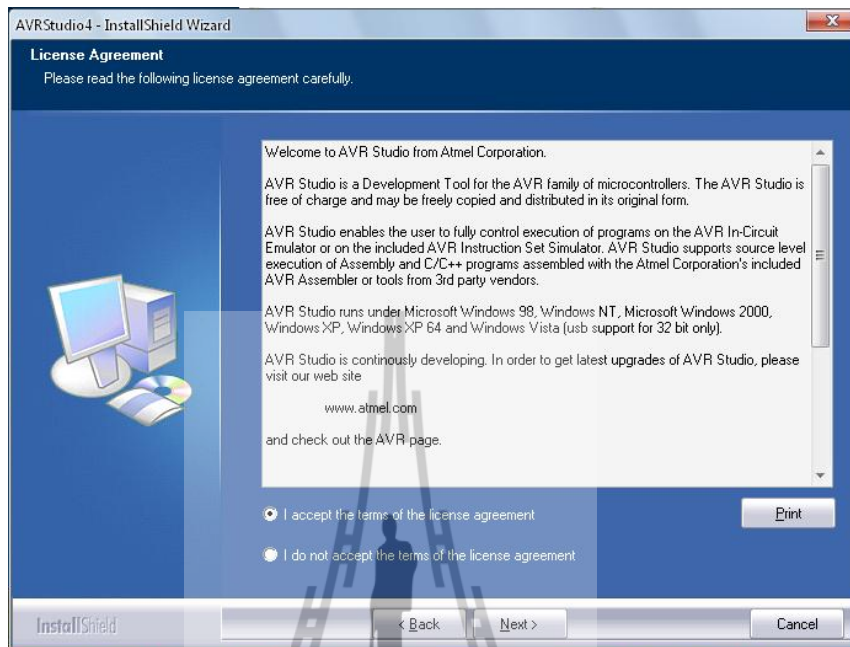 AVRStudio4 - InstallShield Wizard
License Agreement
Please read the following license agreement carefully.
Welcome to AVR Studio from Atmel Corporation.
AVR Studio is a Development Tool for the AVR family of microcontrollers. The AVR Studio is
free of charge and may be freely copied and distributed in its original form.
AVR Studio enables the user to fully control execution of programs on the AVR In-Circuit
Emulator or on the included AVR Instruction Set Simulator. AVR Studio supports source level
execution of Assembly and C/C++ programs assembled with the Atmel Corporation's included
AVR Assembler or tools from 3rd party vendors.
AVR Studio runs under Microsoft Windows 98, Windows NT, Microsoft Windows 2000,
Windows XP, Windows XP 64 and Windows Vista (usb support for 32 bit only).
AVR Studio is continously developing. In order to get latest upgrades of AVR Studio, please
visit our web site
www.atmel.com
and check out the AVR page.
I accept the terms of the license agreement
Print
I do not accept the terms of the license agreement
InstallShield
< Back
Next >
Cancel